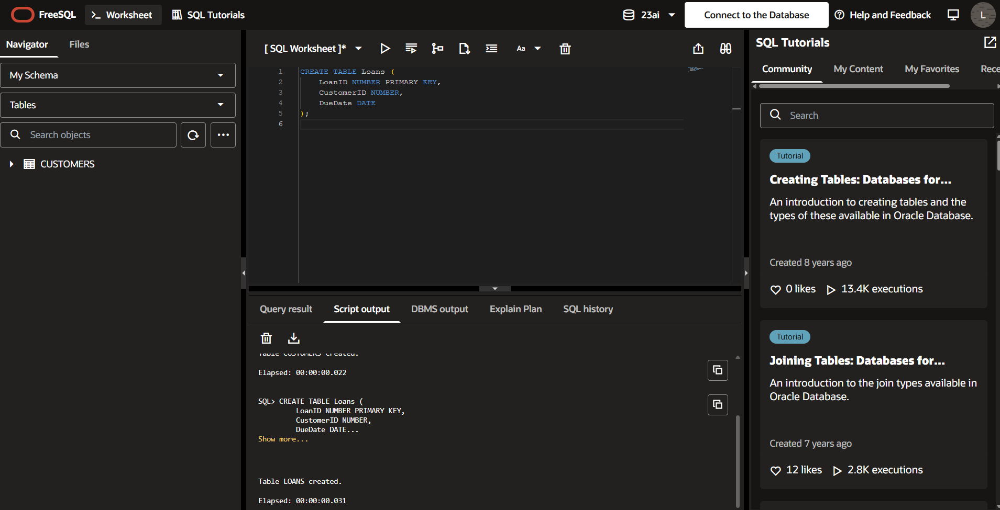 FreeSQL
Worksheet
SQL Tutorials
23ai
Connect to the Database
Help and Feedback
L
Navigator
Files
My Schema
Tables
Search objects
CUSTOMERS
[ SQL Worksheet ]*
Aa
1 CREATE TABLE Loans (
2 LoanID NUMBER PRIMARY KEY,
3 CustomerID NUMBER,
4 DueDate DATE
5 );
6
Query result
Script output
DBMS output
Explain Plan
SQL history
Table CUSTOMERS created.
Elapsed: 00:00:00.022
SQL> CREATE TABLE Loans (
LoanID NUMBER PRIMARY KEY,
CustomerID NUMBER,
DueDate DATE...
Show more...
Table LOANS created.
Elapsed: 00:00:00.031
SQL Tutorials
Community
My Content
My Favorites
Rece
Search
Tutorial
Creating Tables: Databases for...
An introduction to creating tables and the
types of these available in Oracle Database.
Created 8 years ago
0 likes
13.4K executions
Tutorial
Joining Tables: Databases for...
An introduction to the join types available in
Oracle Database.
Created 7 years ago
12 likes
2.8K executions